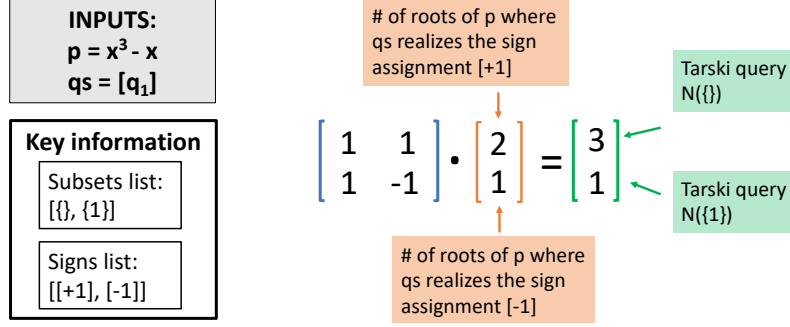 INPUTS:
p = x³ - x
qs = [q₁]
Key information
Subsets list:
[{}, {1}]
Signs list:
[[+1], [-1]]
# of roots of p where
qs realizes the sign
assignment [+1]
1 1 2 3
1 -1 · 1 = 1
# of roots of p where
qs realizes the sign
assignment [-1]
Tarski query
N({})
Tarski query
N({1})